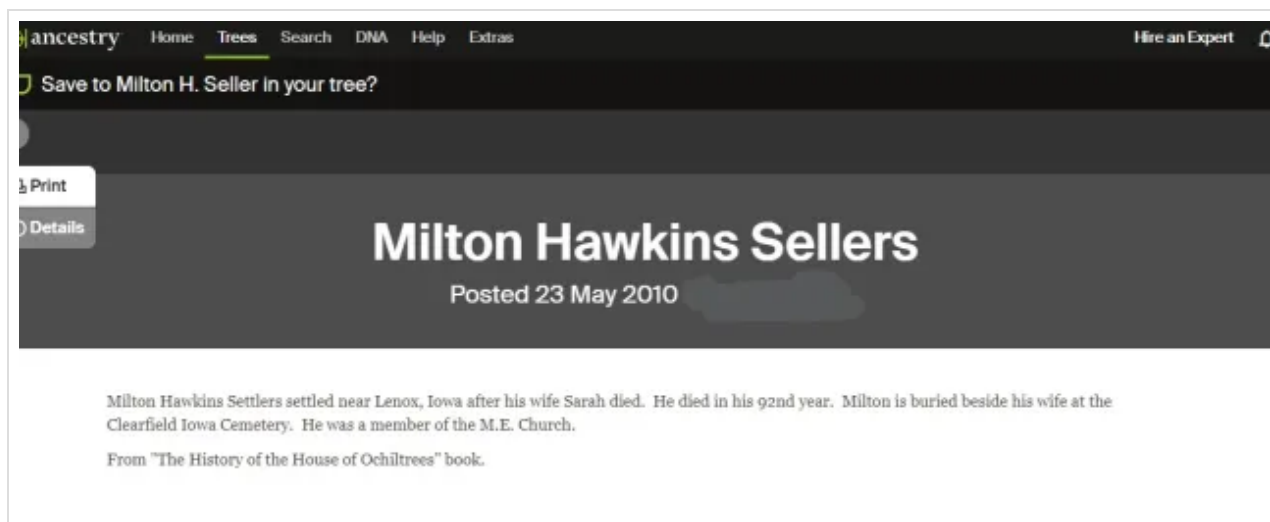 ancestry Home Trees Search DNA Help Extras Hire an Expert
Save to Milton H. Seller in your tree?
Print
Details
Milton Hawkins Sellers
Posted 23 May 2010
Milton Hawkins Settlers settled near Lenox, Iowa after his wife Sarah died. He died in his 92nd year. Milton is buried beside his wife at the
Clearfield Iowa Cemetery. He was a member of the M.E. Church.
From "The History of the House of Ochiltrees" book.